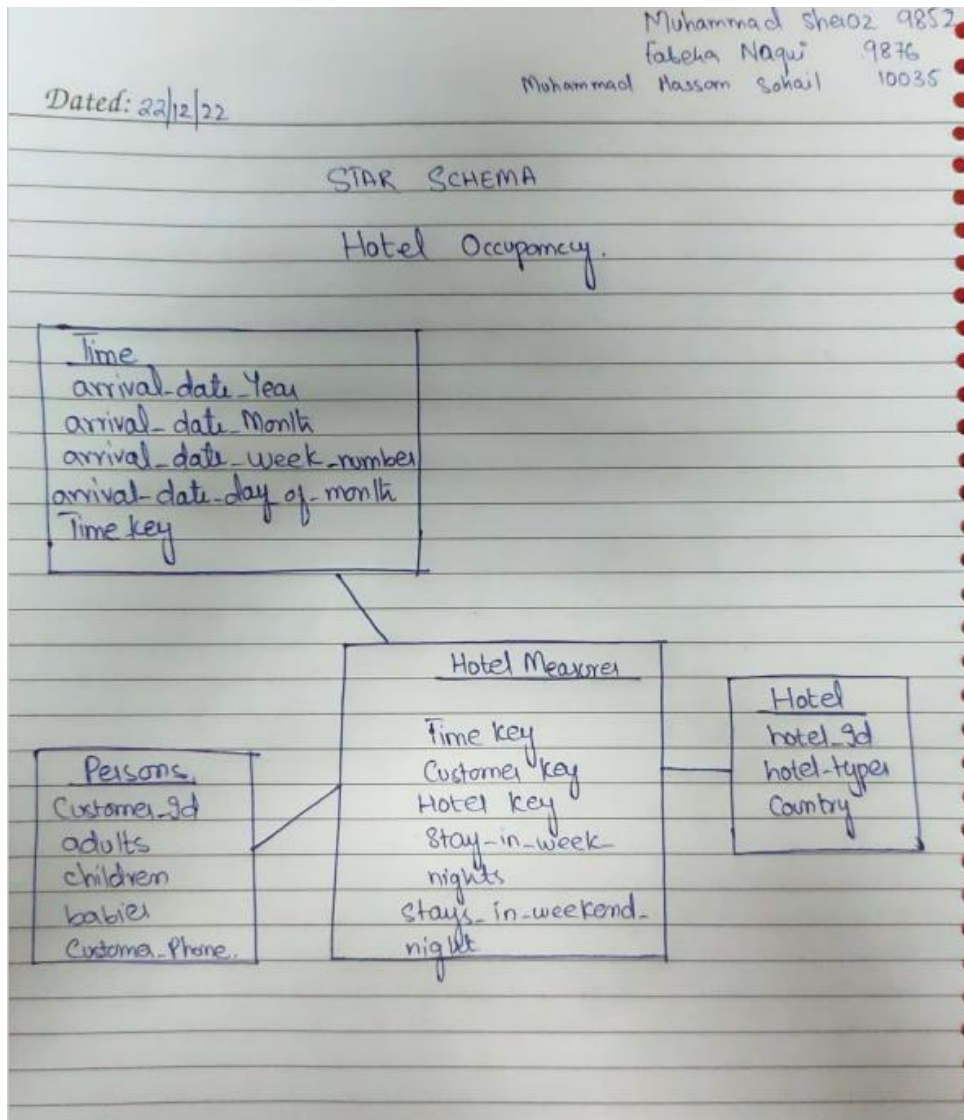 Muhammad Sheroz 9852
Fabeha Naqvi 9876
Muhammad Hassam Sohail 10035
Dated: 22/12/22
STAR SCHEMA
Hotel Occupancy.
Time
arrival-date-Year
arrival-date-Month
arrival-date-week-number
arrival-date-day of-month
Time key
Hotel Measures
Time key
Customer key
Hotel key
Stay-in-week-
nights
Stays-in-weekend-
night
Persons
Customer-Id
adults
children
babies
Customer-Phone.
Hotel
hotel-Id
hotel-types
Country